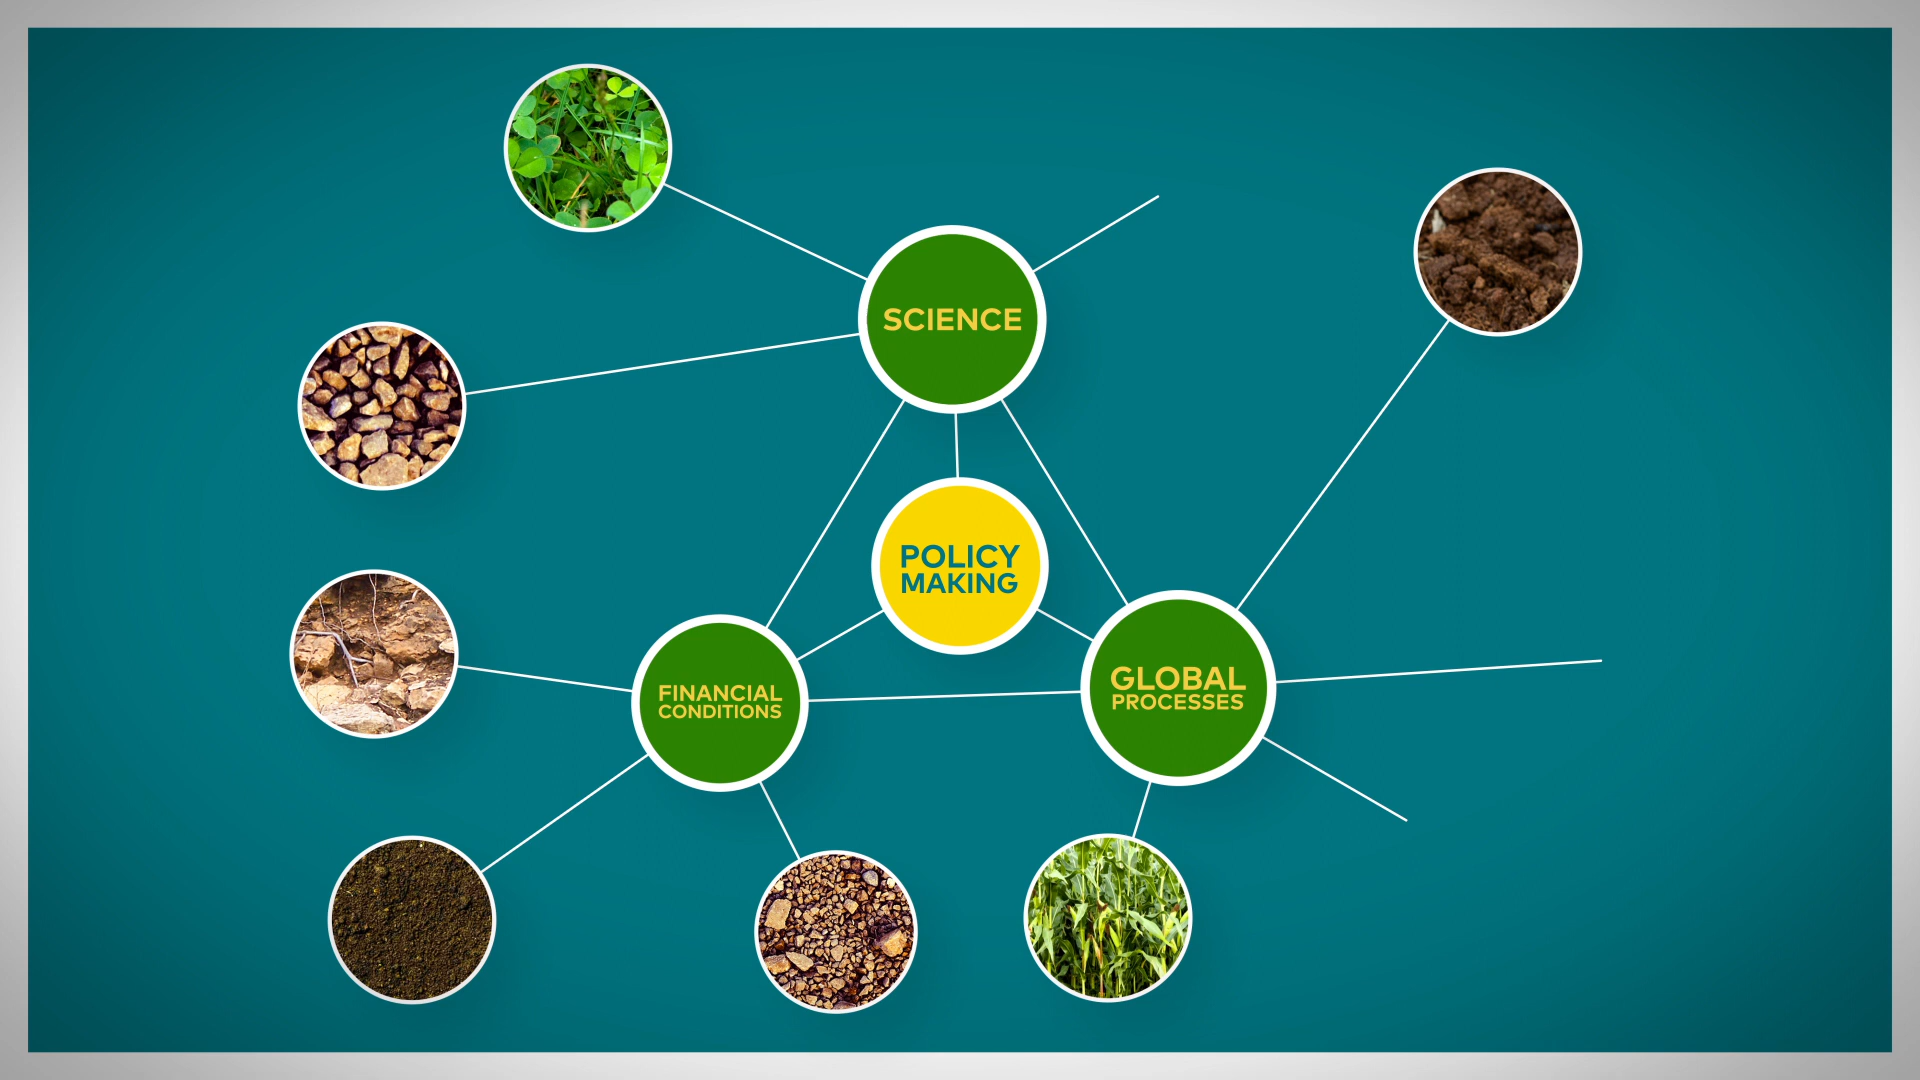 SCIENCE
POLICY
MAKING
FINANCIAL
CONDITIONS
GLOBAL
PROCESSES